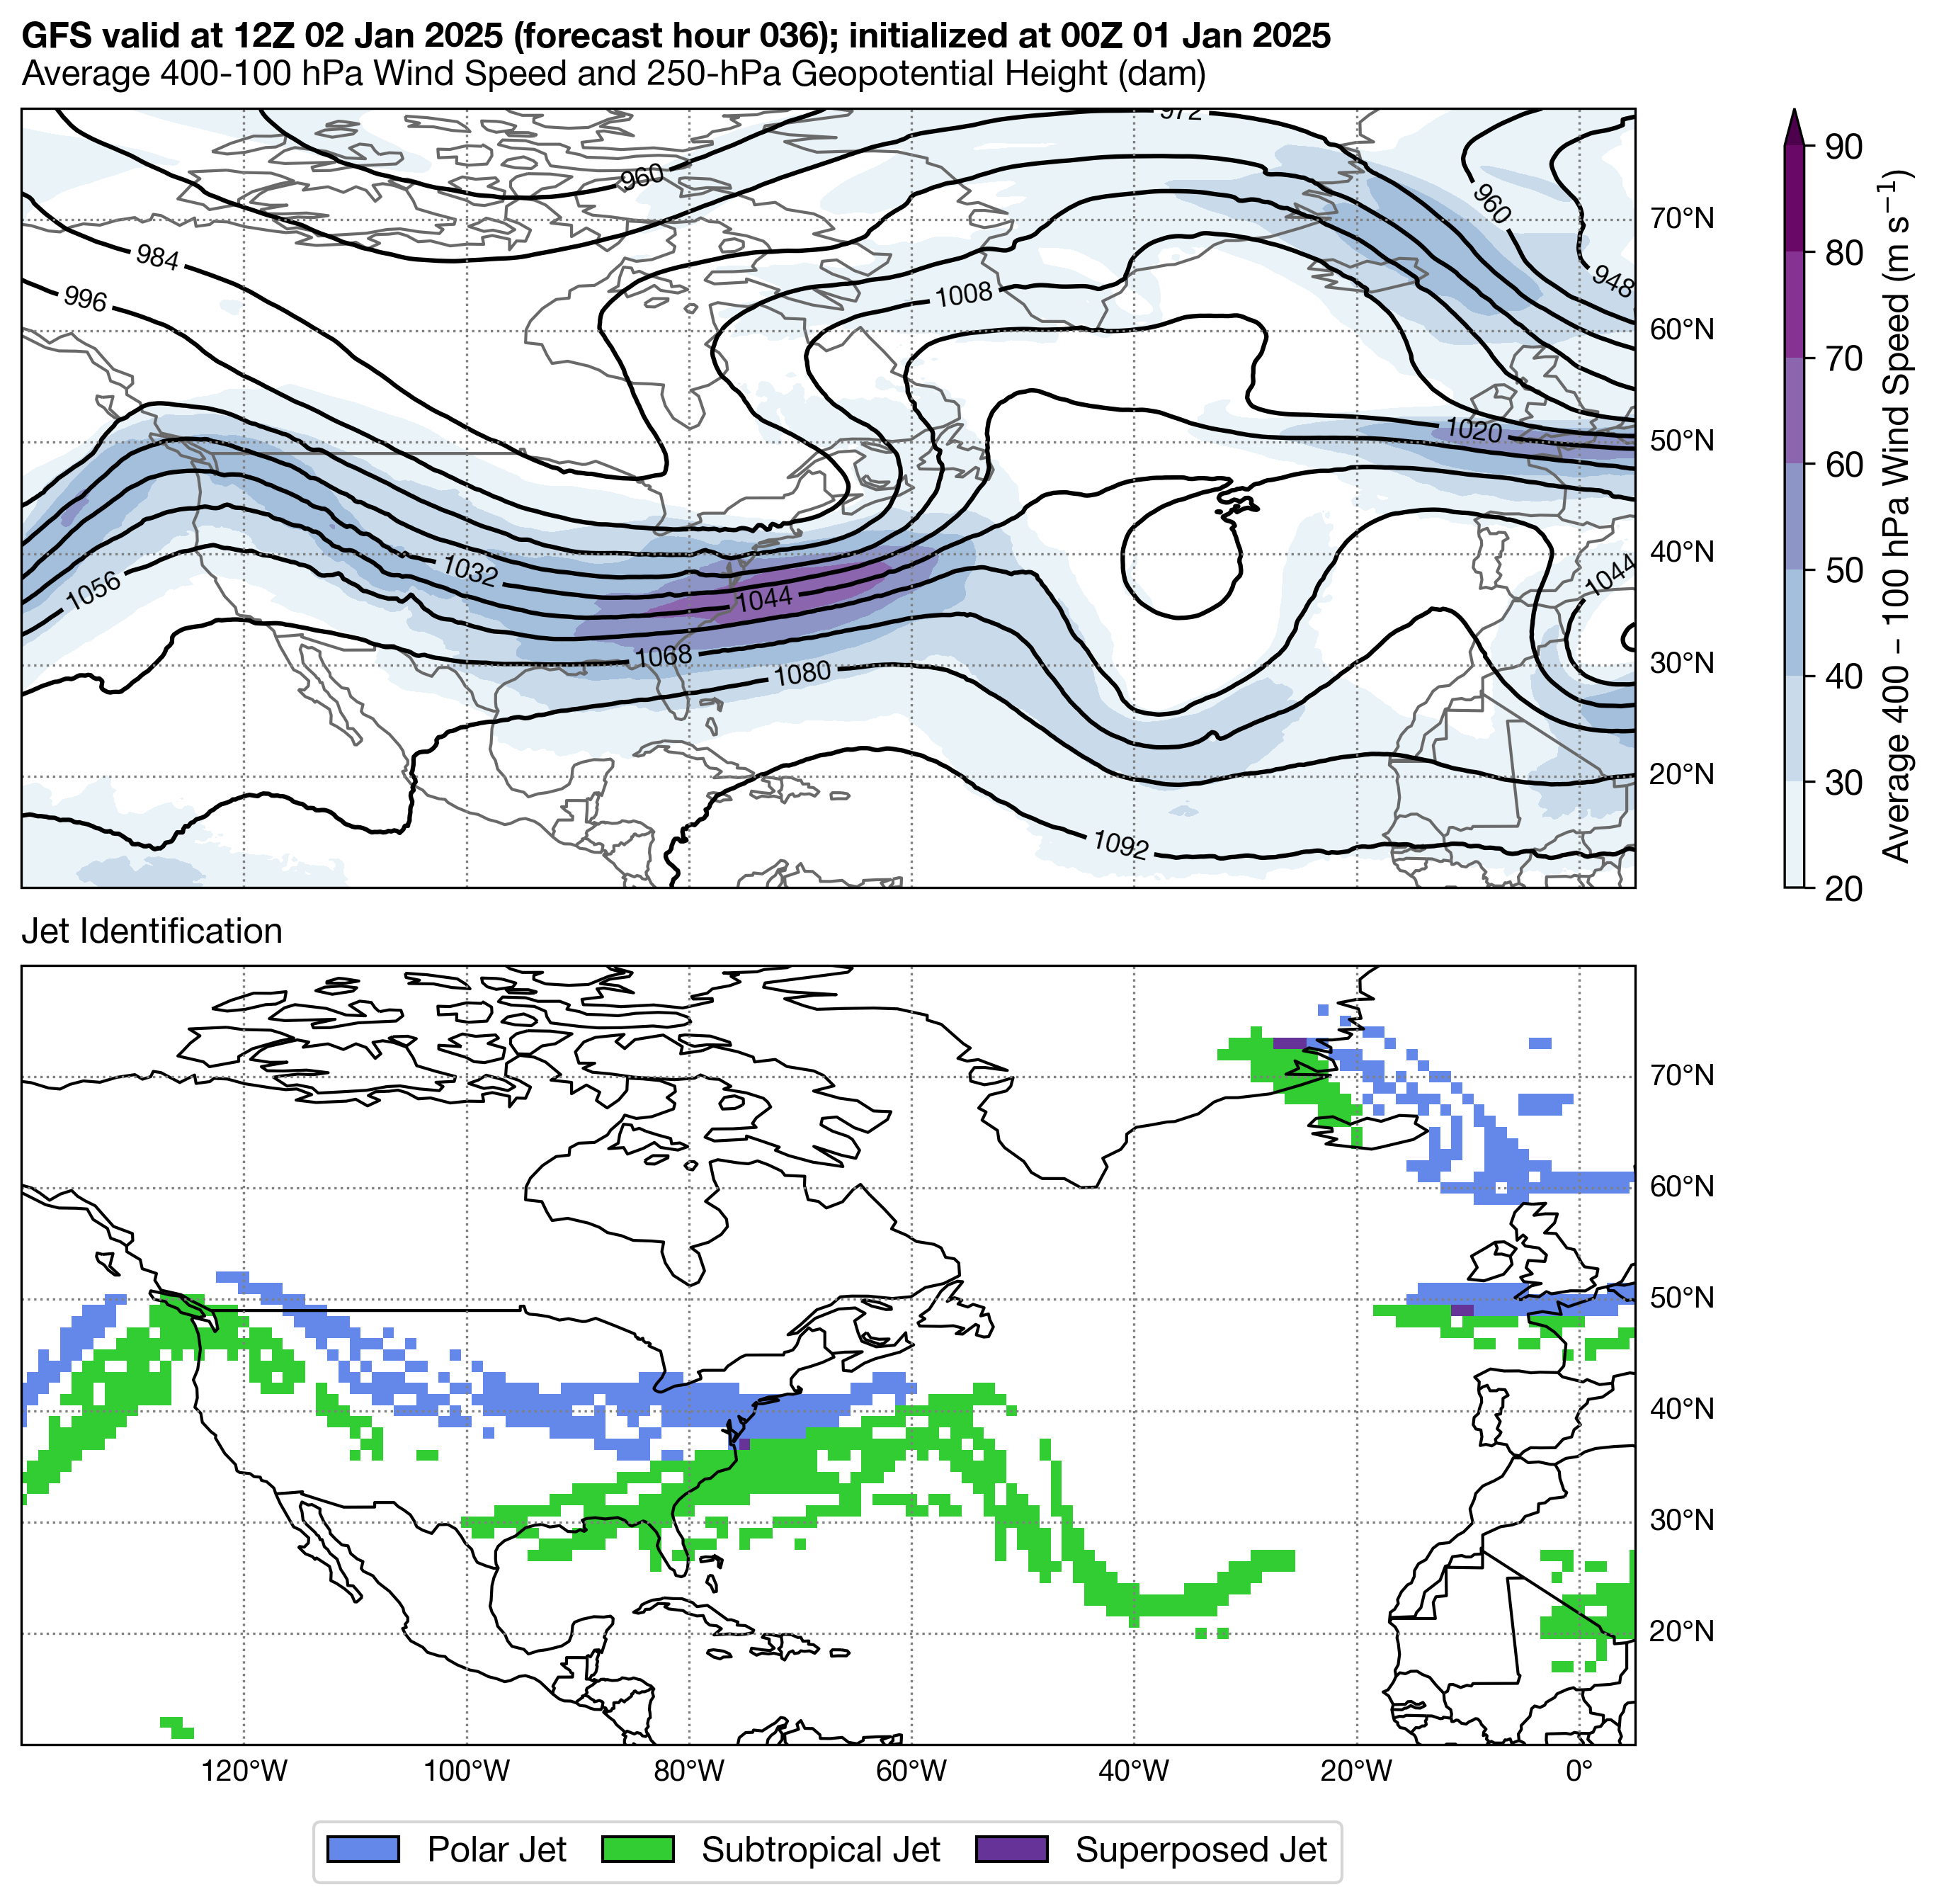 GFS valid at 12Z 02 Jan 2025 (forecast hour 036); initialized at 00Z 01 Jan 2025
Average 400-100 hPa Wind Speed and 250-hPa Geopotential Height (dam)
972
960
960
984
996
1008
948
1020
1032
1044
1056
1044
1068
1080
1092
70°N
60°N
50°N
40°N
30°N
20°N
90
80
70
60
50
40
30
20
Average 400 – 100 hPa Wind Speed (m s⁻¹)
Jet Identification
70°N
60°N
50°N
40°N
30°N
20°N
120°W 100°W 80°W 60°W 40°W 20°W 0°
Polar Jet Subtropical Jet Superposed Jet